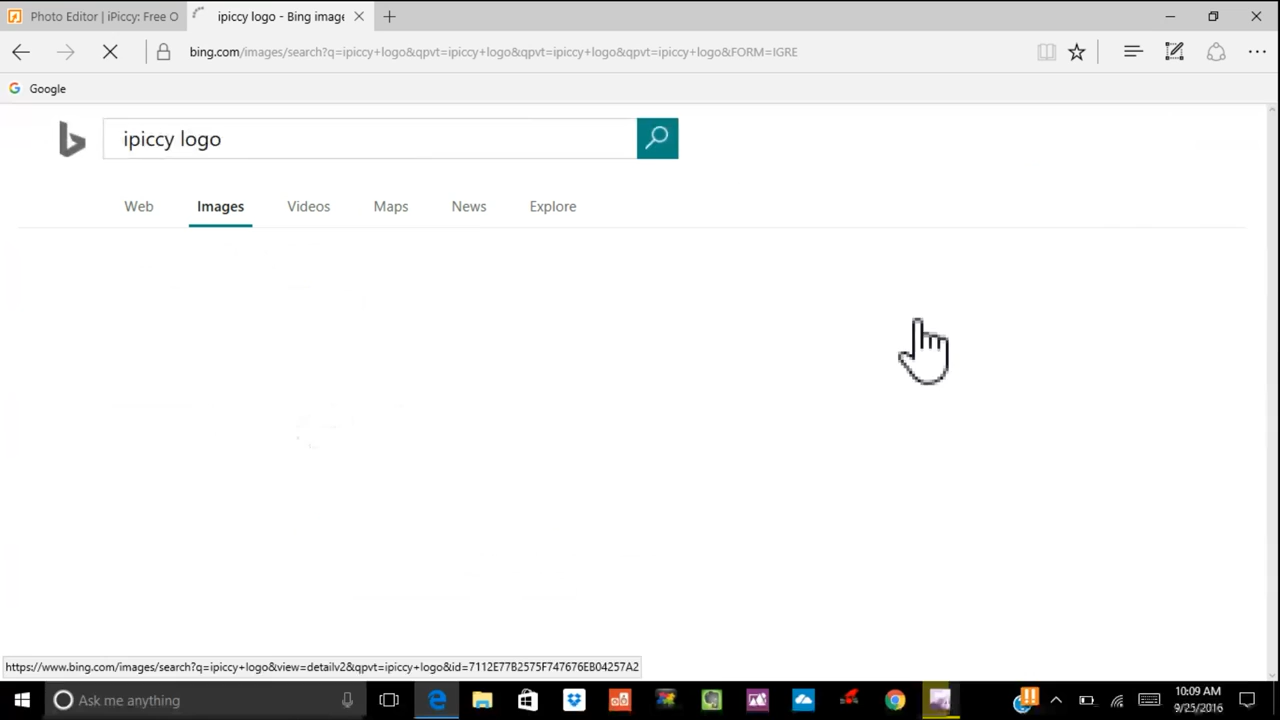 Photo Editor | iPiccy: Free O
ipiccy logo - Bing image
bing.com/images/search?q=ipiccy+logo&qpvt=ipiccy+logo&qpvt=ipiccy+logo&qpvt=ipiccy+logo&FORM=IGRE
Google
ipiccy logo
Web Images Videos Maps News Explore
https://www.bing.com/images/search?q=ipiccy+logo&view=detailv2&qpvt=ipiccy+logo&id=7112E77B2575F747676EB04257A2
Ask me anything
10:09 AM
9/25/2016